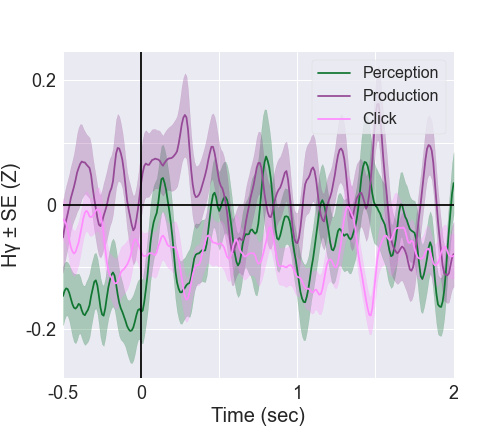 Perception
Production
Click
0.2
0
-0.2
Hγ ± SE (Z)
-0.5
0
1
2
Time (sec)